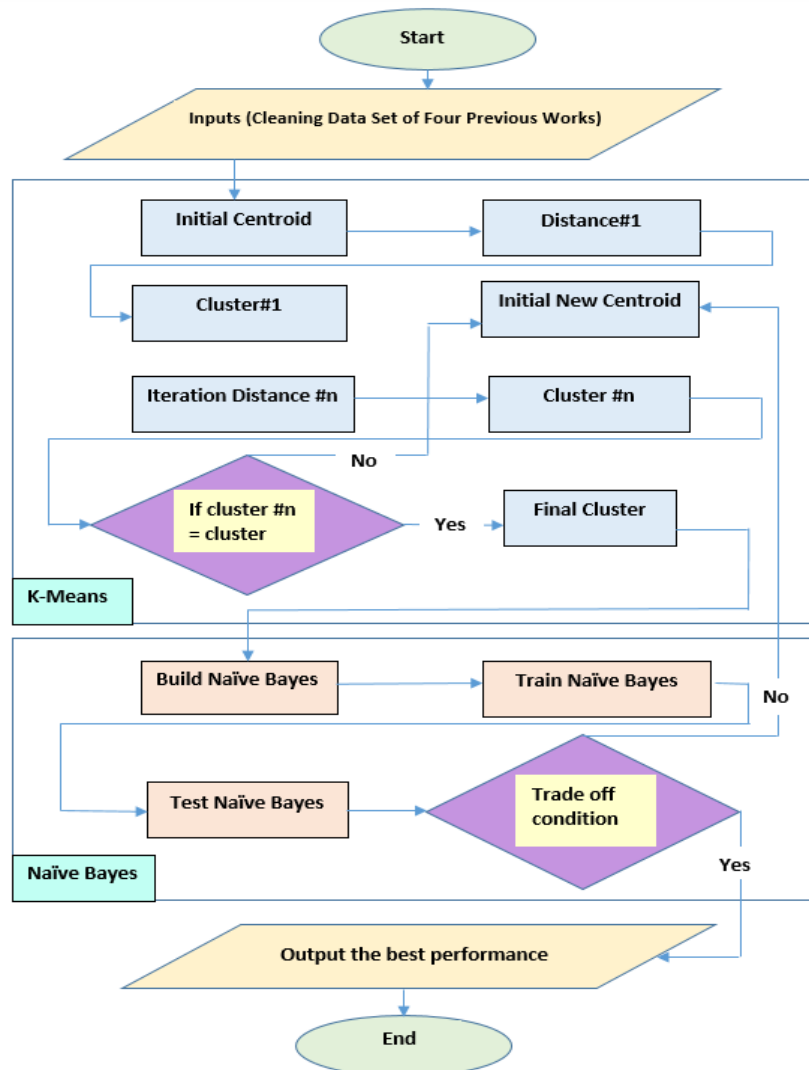 Start
Inputs (Cleaning Data Set of Four Previous Works)
Initial Centroid
Distance#1
Cluster#1
Initial New Centroid
Iteration Distance #n
Cluster #n
No
If cluster #n
= cluster
Yes
Final Cluster
K-Means
Build Naïve Bayes
Train Naïve Bayes
No
Test Naïve Bayes
Trade off
condition
Yes
Naïve Bayes
Output the best performance
End